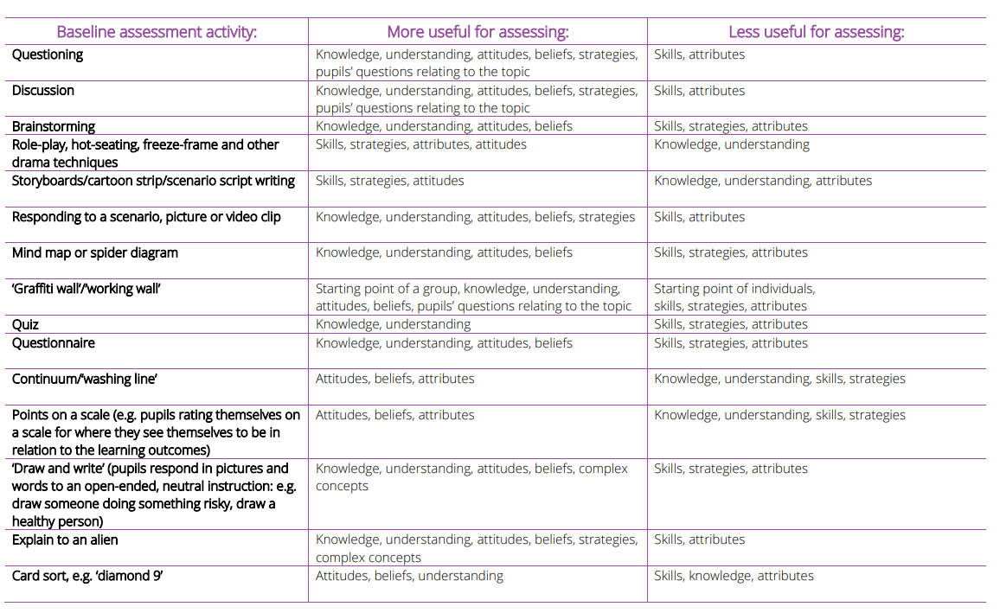 Baseline assessment activity: More useful for assessing: Less useful for assessing:
Questioning Knowledge, understanding, attitudes, beliefs, strategies, Skills, attributes
pupils’ questions relating to the topic
Discussion Knowledge, understanding, attitudes, beliefs, strategies, Skills, attributes
pupils’ questions relating to the topic
Brainstorming Knowledge, understanding, attitudes, beliefs Skills, strategies, attributes
Role-play, hot-seating, freeze-frame and other Skills, strategies, attributes, attitudes Knowledge, understanding
drama techniques
Storyboards/cartoon strip/scenario script writing Skills, strategies, attitudes Knowledge, understanding, attributes
Responding to a scenario, picture or video clip Knowledge, understanding, attitudes, beliefs, strategies Skills, attributes
Mind map or spider diagram Knowledge, understanding, attitudes, beliefs Skills, strategies, attributes
‘Graffiti wall’/‘working wall’ Starting point of a group, knowledge, understanding, Starting point of individuals,
attitudes, beliefs, pupils’ questions relating to the topic skills, strategies, attributes
Quiz Knowledge, understanding Skills, strategies, attributes
Questionnaire Knowledge, understanding, attitudes, beliefs Skills, strategies, attributes
Continuum/‘washing line’ Attitudes, beliefs, attributes Knowledge, understanding, skills, strategies
Points on a scale (e.g. pupils rating themselves on Attitudes, beliefs, attributes Knowledge, understanding, skills, strategies
a scale for where they see themselves to be in
relation to the learning outcomes)
‘Draw and write’ (pupils respond in pictures and Knowledge, understanding, attitudes, beliefs, complex Skills, strategies, attributes
words to an open-ended, neutral instruction: e.g. concepts
draw someone doing something risky, draw a
healthy person)
Explain to an alien Knowledge, understanding, attitudes, beliefs, strategies, Skills, attributes
complex concepts
Card sort, e.g. ‘diamond 9’ Attitudes, beliefs, understanding Skills, knowledge, attributes